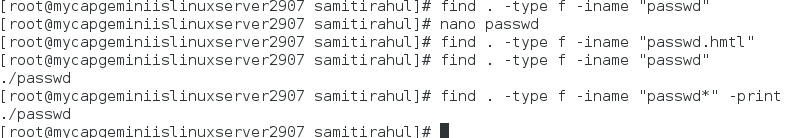 [root@mycapgeminiislinuxserver2907 samitirahul]# find . -type f -iname "passwd"
[root@mycapgeminiislinuxserver2907 samitirahul]# nano passwd
[root@mycapgeminiislinuxserver2907 samitirahul]# find . -type f -iname "passwd.hmtl"
[root@mycapgeminiislinuxserver2907 samitirahul]# find . -type f -iname "passwd"
./passwd
[root@mycapgeminiislinuxserver2907 samitirahul]# find . -type f -iname "passwd*" -print
./passwd
[root@mycapgeminiislinuxserver2907 samitirahul]#